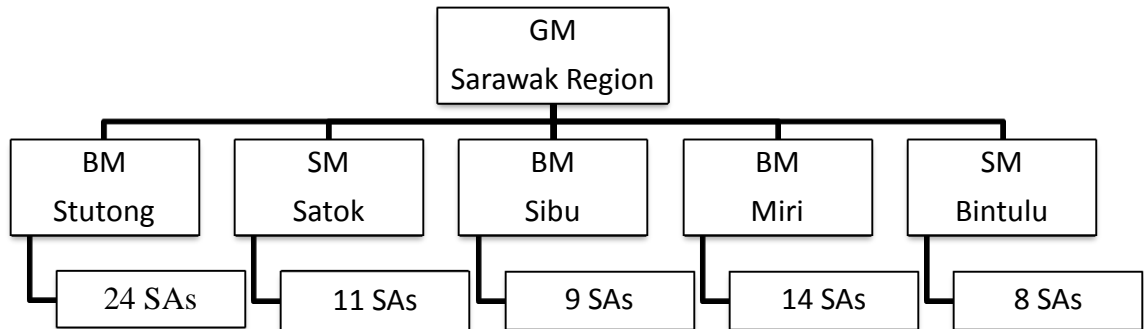 GM
Sarawak Region
BM
Stutong
SM
Satok
BM
Sibu
BM
Miri
SM
Bintulu
24 SAs
11 SAs
9 SAs
14 SAs
8 SAs